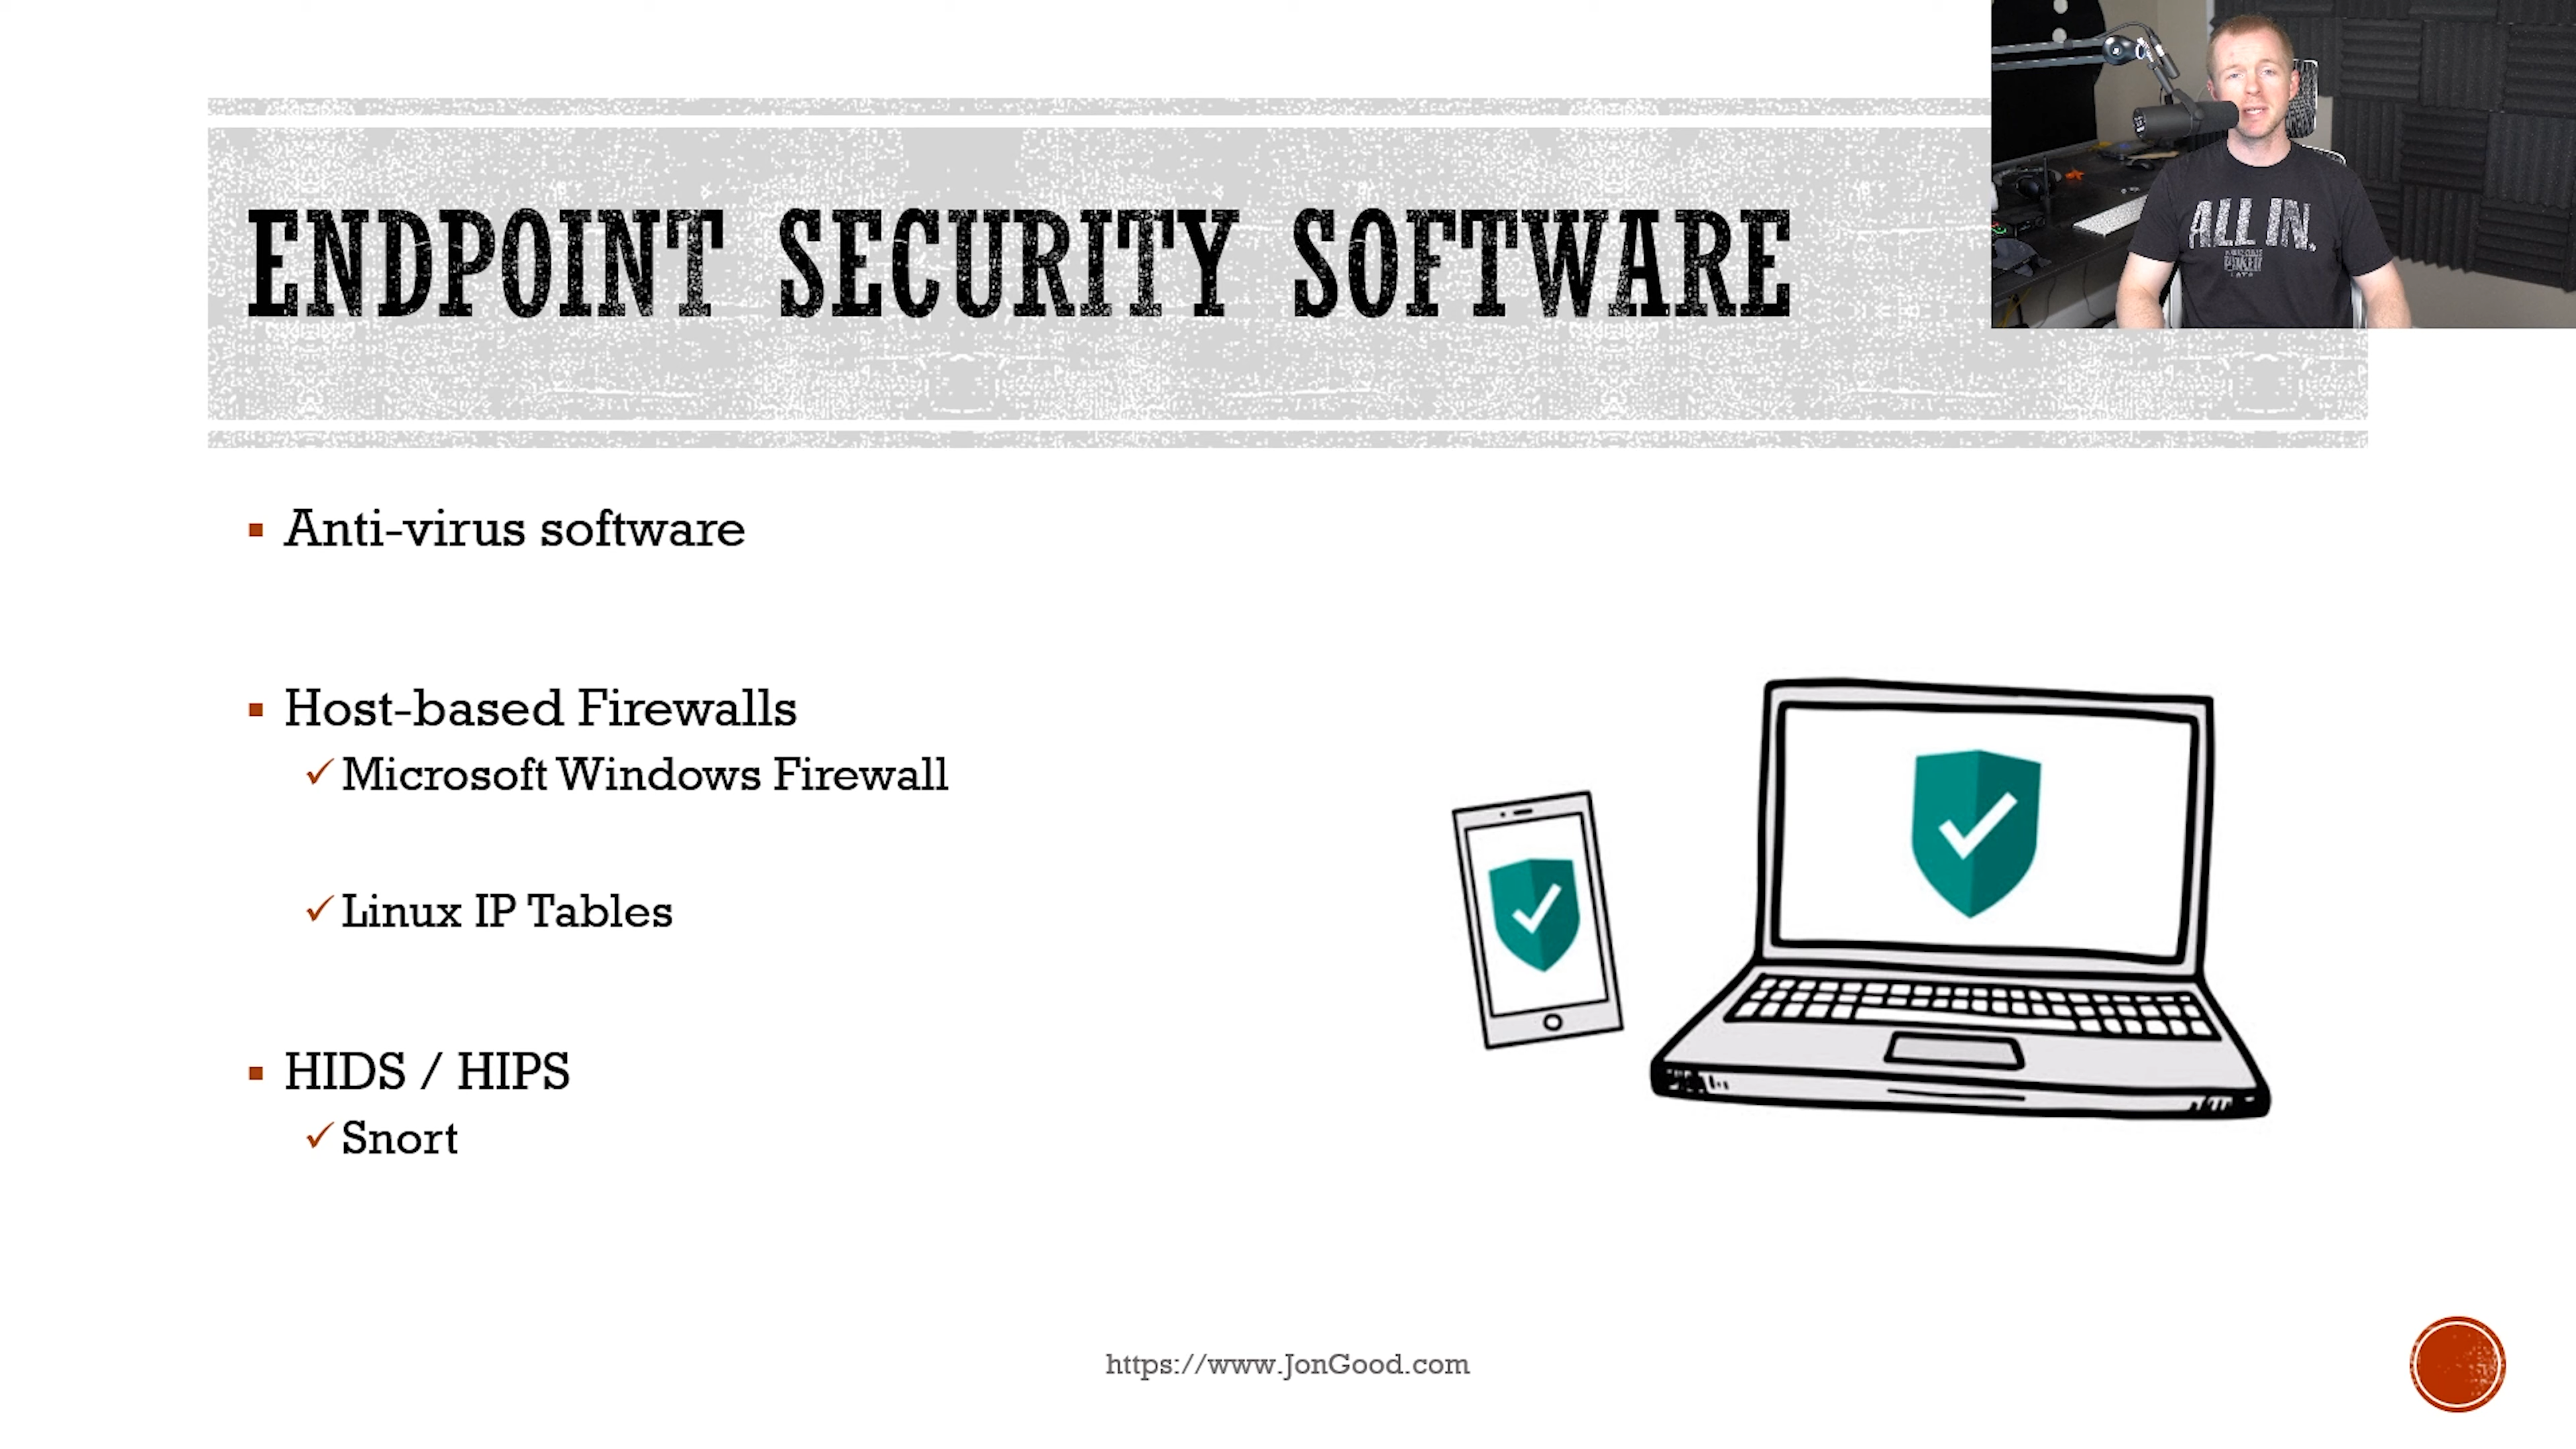 ENDPOINT SECURITY SOFTWARE
ALL IN.
Anti-virus software
Host-based Firewalls
Microsoft Windows Firewall
Linux IP Tables
HIDS / HIPS
Snort
https://www.JonGood.com